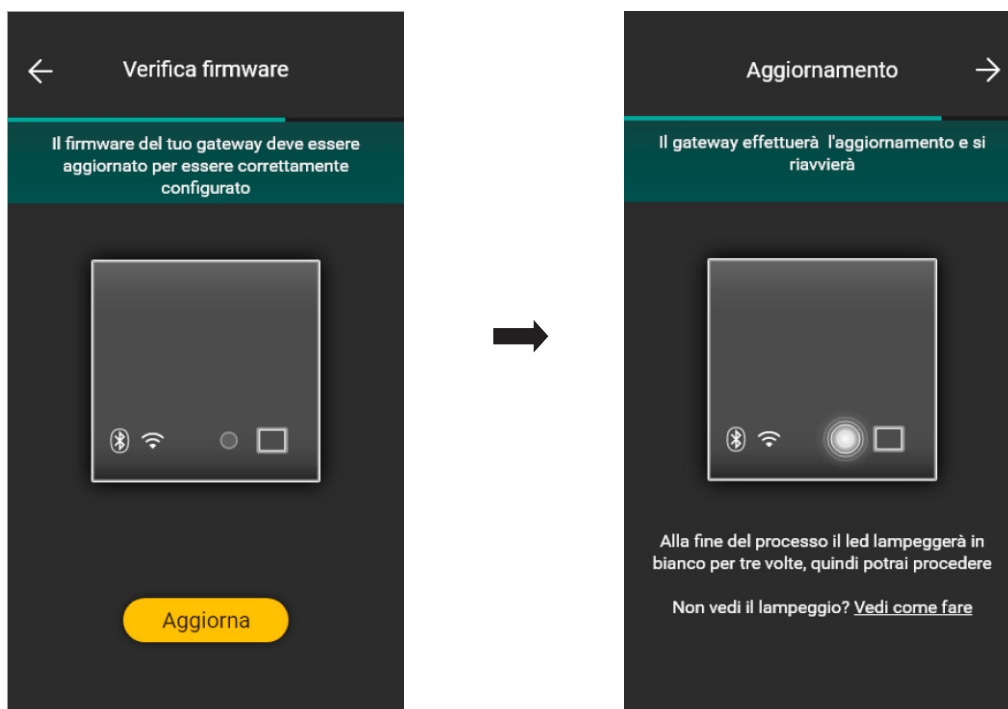 Verifica firmware
Il firmware del tuo gateway deve essere
aggiornato per essere correttamente
configurato
Aggiorna
Aggiornamento
Il gateway effettuerà l'aggiornamento e si
riavvierà
Alla fine del processo il led lampeggerà in
bianco per tre volte, quindi potrai procedere
Non vedi il lampeggio? Vedi come fare